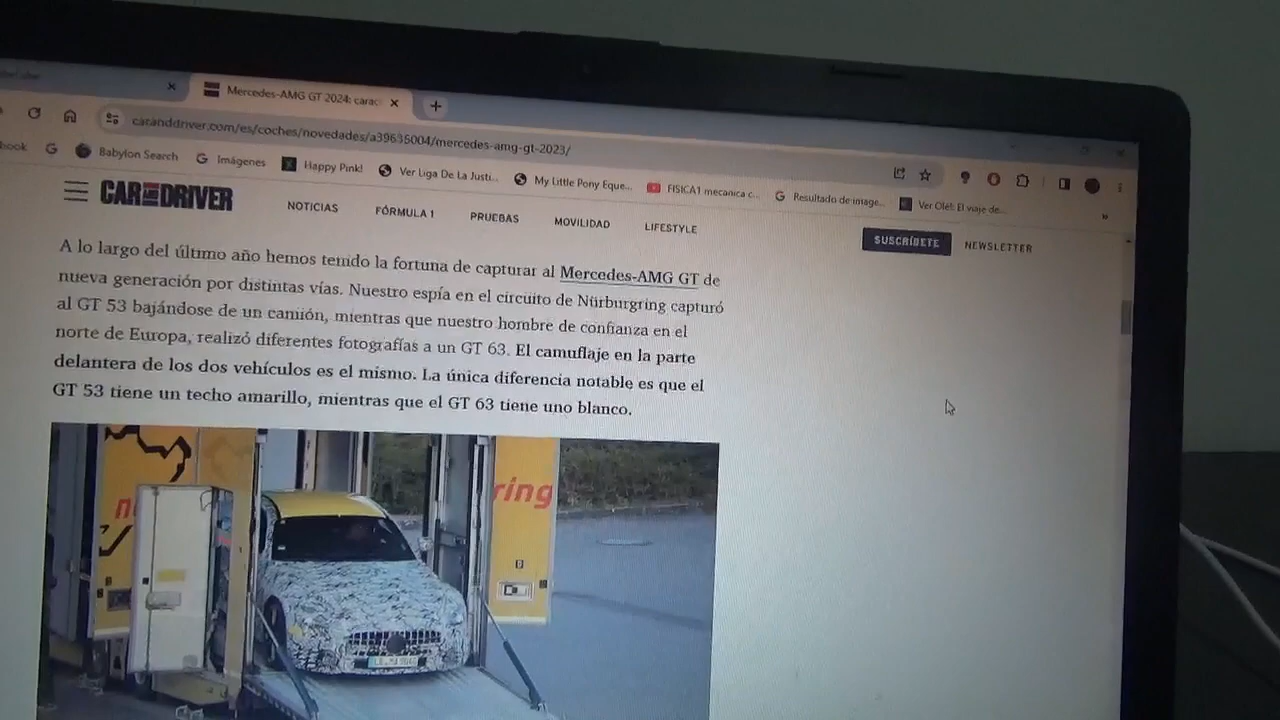 Mercedes-AMG GT 2024: carac
caranddriver.com/es/coches/novedades/a39635004/mercedes-amg-gt-2023/
book
Babylon Search
Imágenes
Happy Pink!
Ver Liga De La Justi...
My Little Pony Eque...
FISICA1 mecanica c...
Resultado de image...
Ver Olé!: El viaje de...
CAR AND DRIVER
NOTICIAS
FÓRMULA 1
PRUEBAS
MOVILIDAD
LIFESTYLE
SUSCRÍBETE
NEWSLETTER
A lo largo del último año hemos tenido la fortuna de capturar al Mercedes-AMG GT de
nueva generación por distintas vías. Nuestro espía en el circuito de Nürburgring capturó
al GT 53 bajándose de un camión, mientras que nuestro hombre de confianza en el
norte de Europa, realizó diferentes fotografías a un GT 63. El camuflaje en la parte
delantera de los dos vehículos es el mismo. La única diferencia notable es que el
GT 53 tiene un techo amarillo, mientras que el GT 63 tiene uno blanco.
n
ring